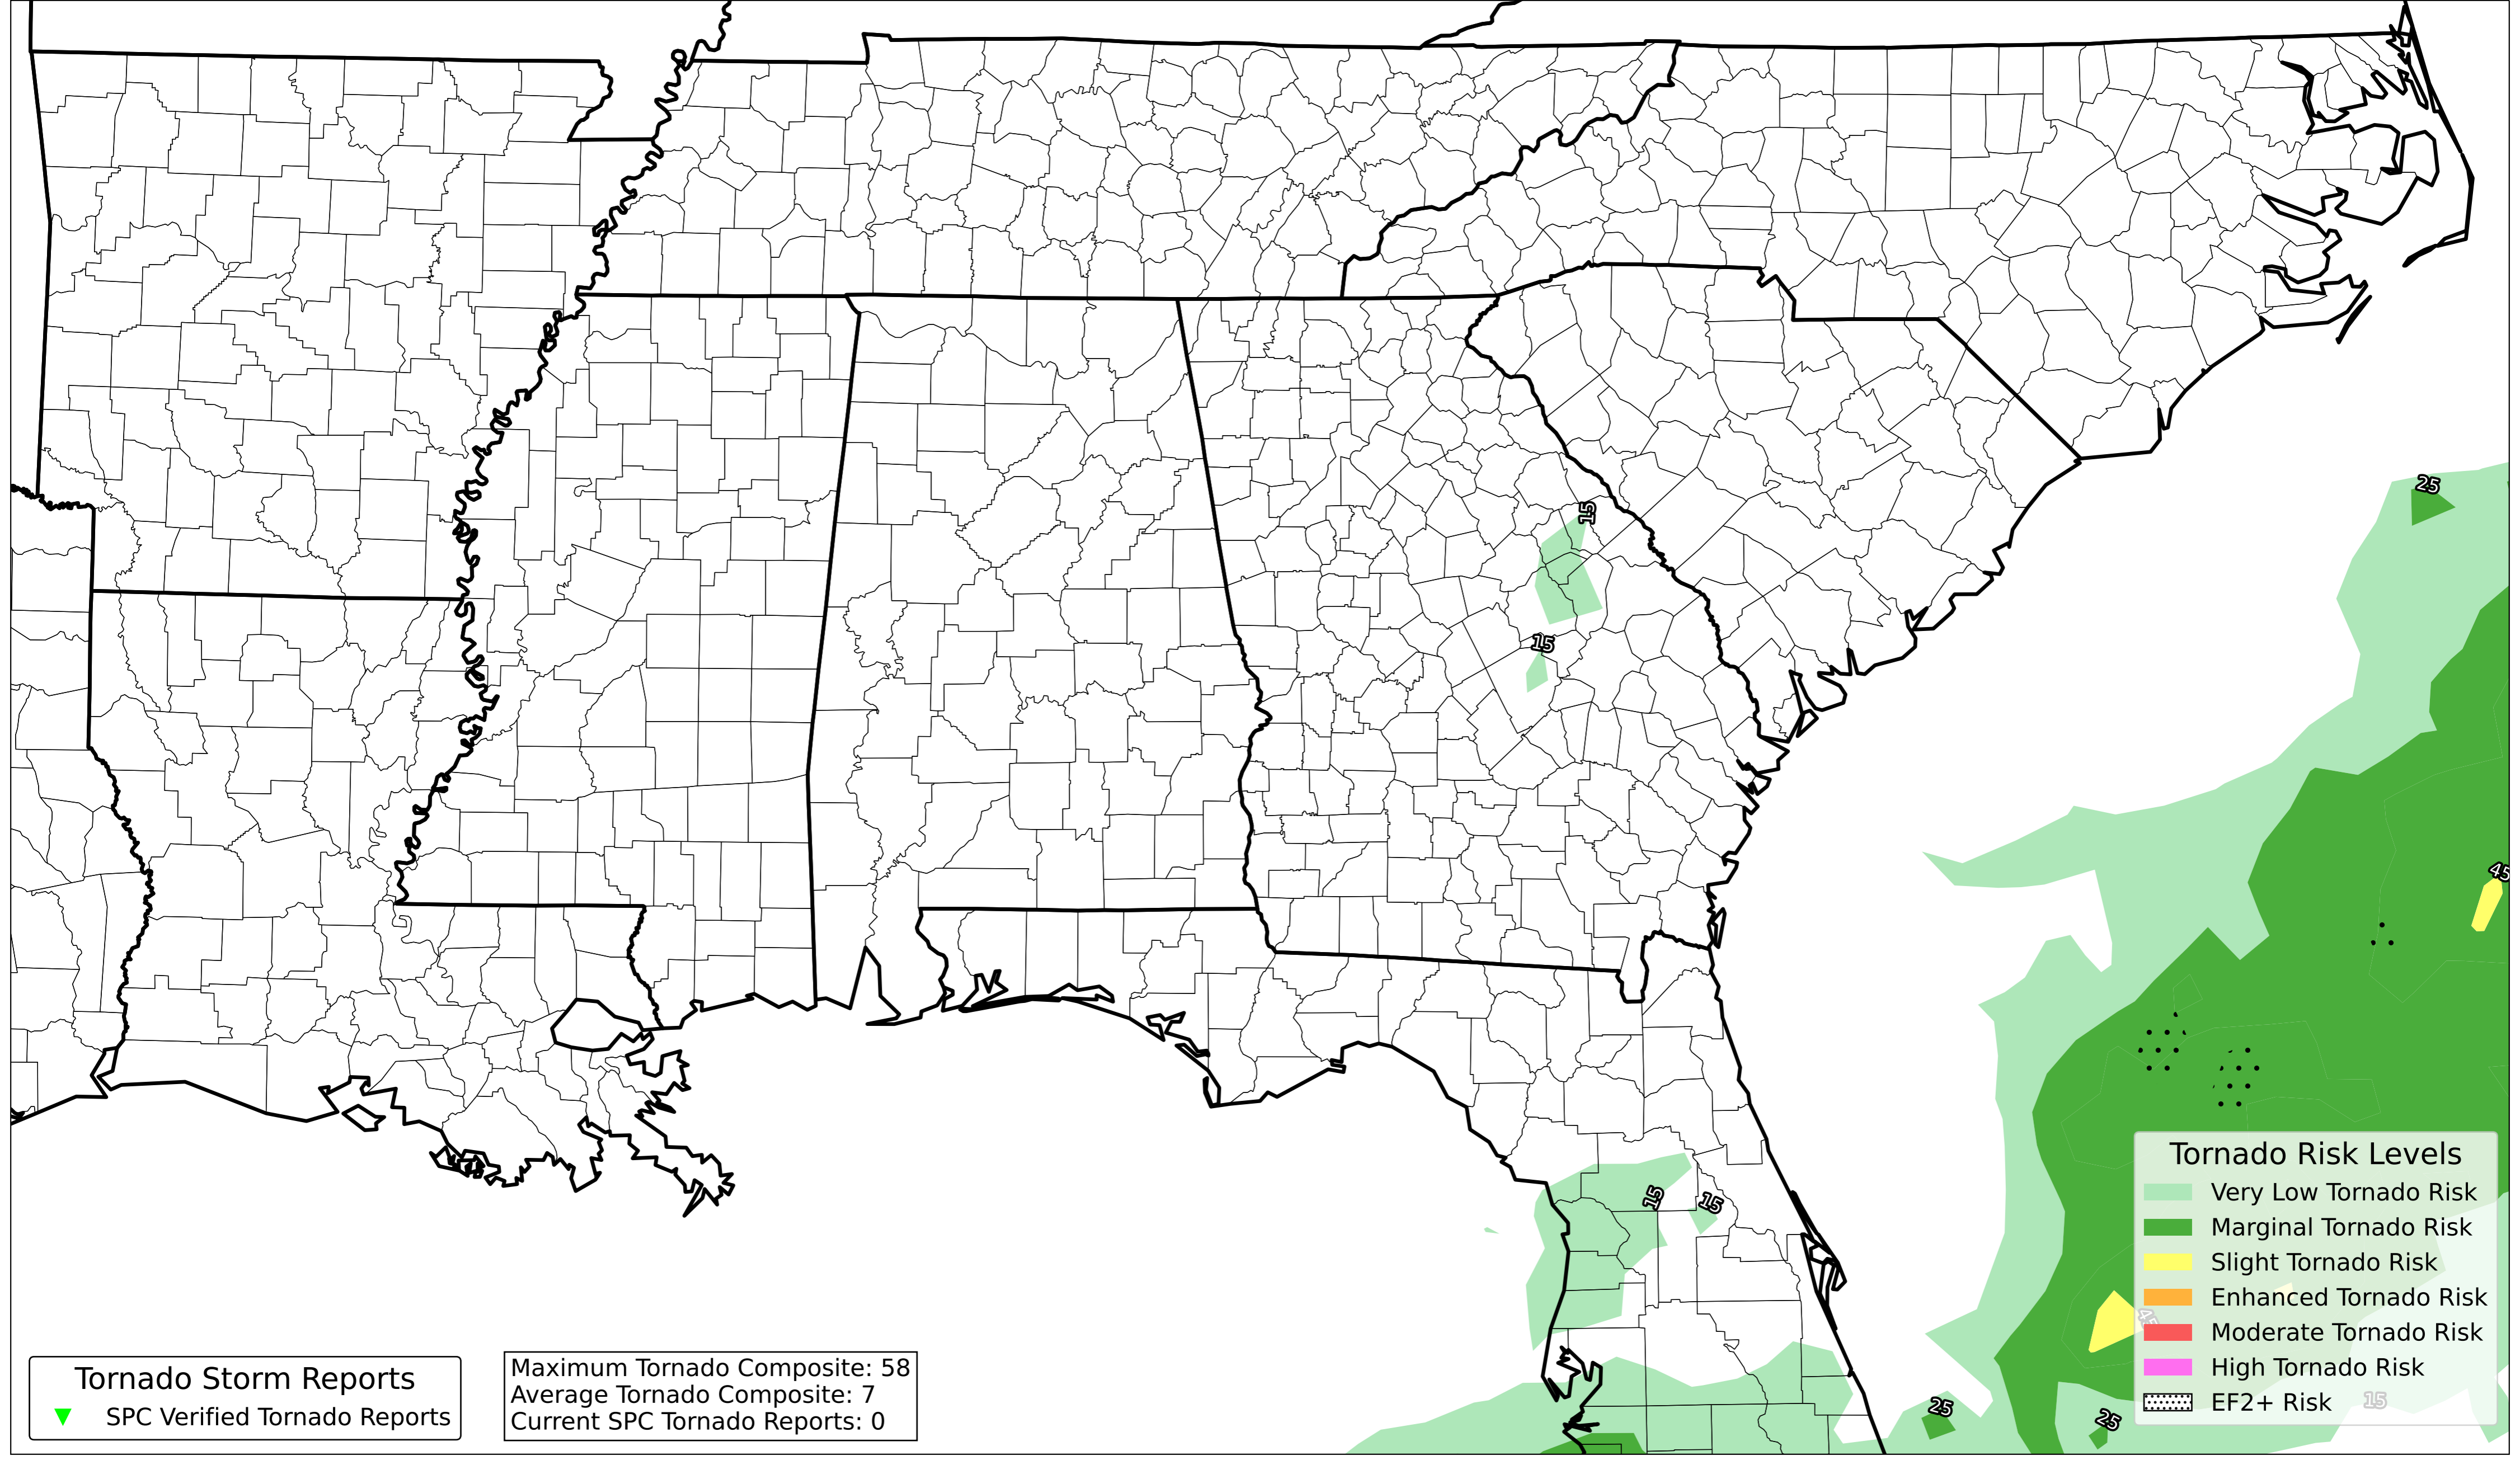 25
15
15
45
15
15
45
25
25
15
Tornado Risk Levels
Very Low Tornado Risk
Marginal Tornado Risk
Slight Tornado Risk
Enhanced Tornado Risk
Moderate Tornado Risk
High Tornado Risk
EF2+ Risk
Tornado Storm Reports
SPC Verified Tornado Reports
Maximum Tornado Composite: 58
Average Tornado Composite: 7
Current SPC Tornado Reports: 0